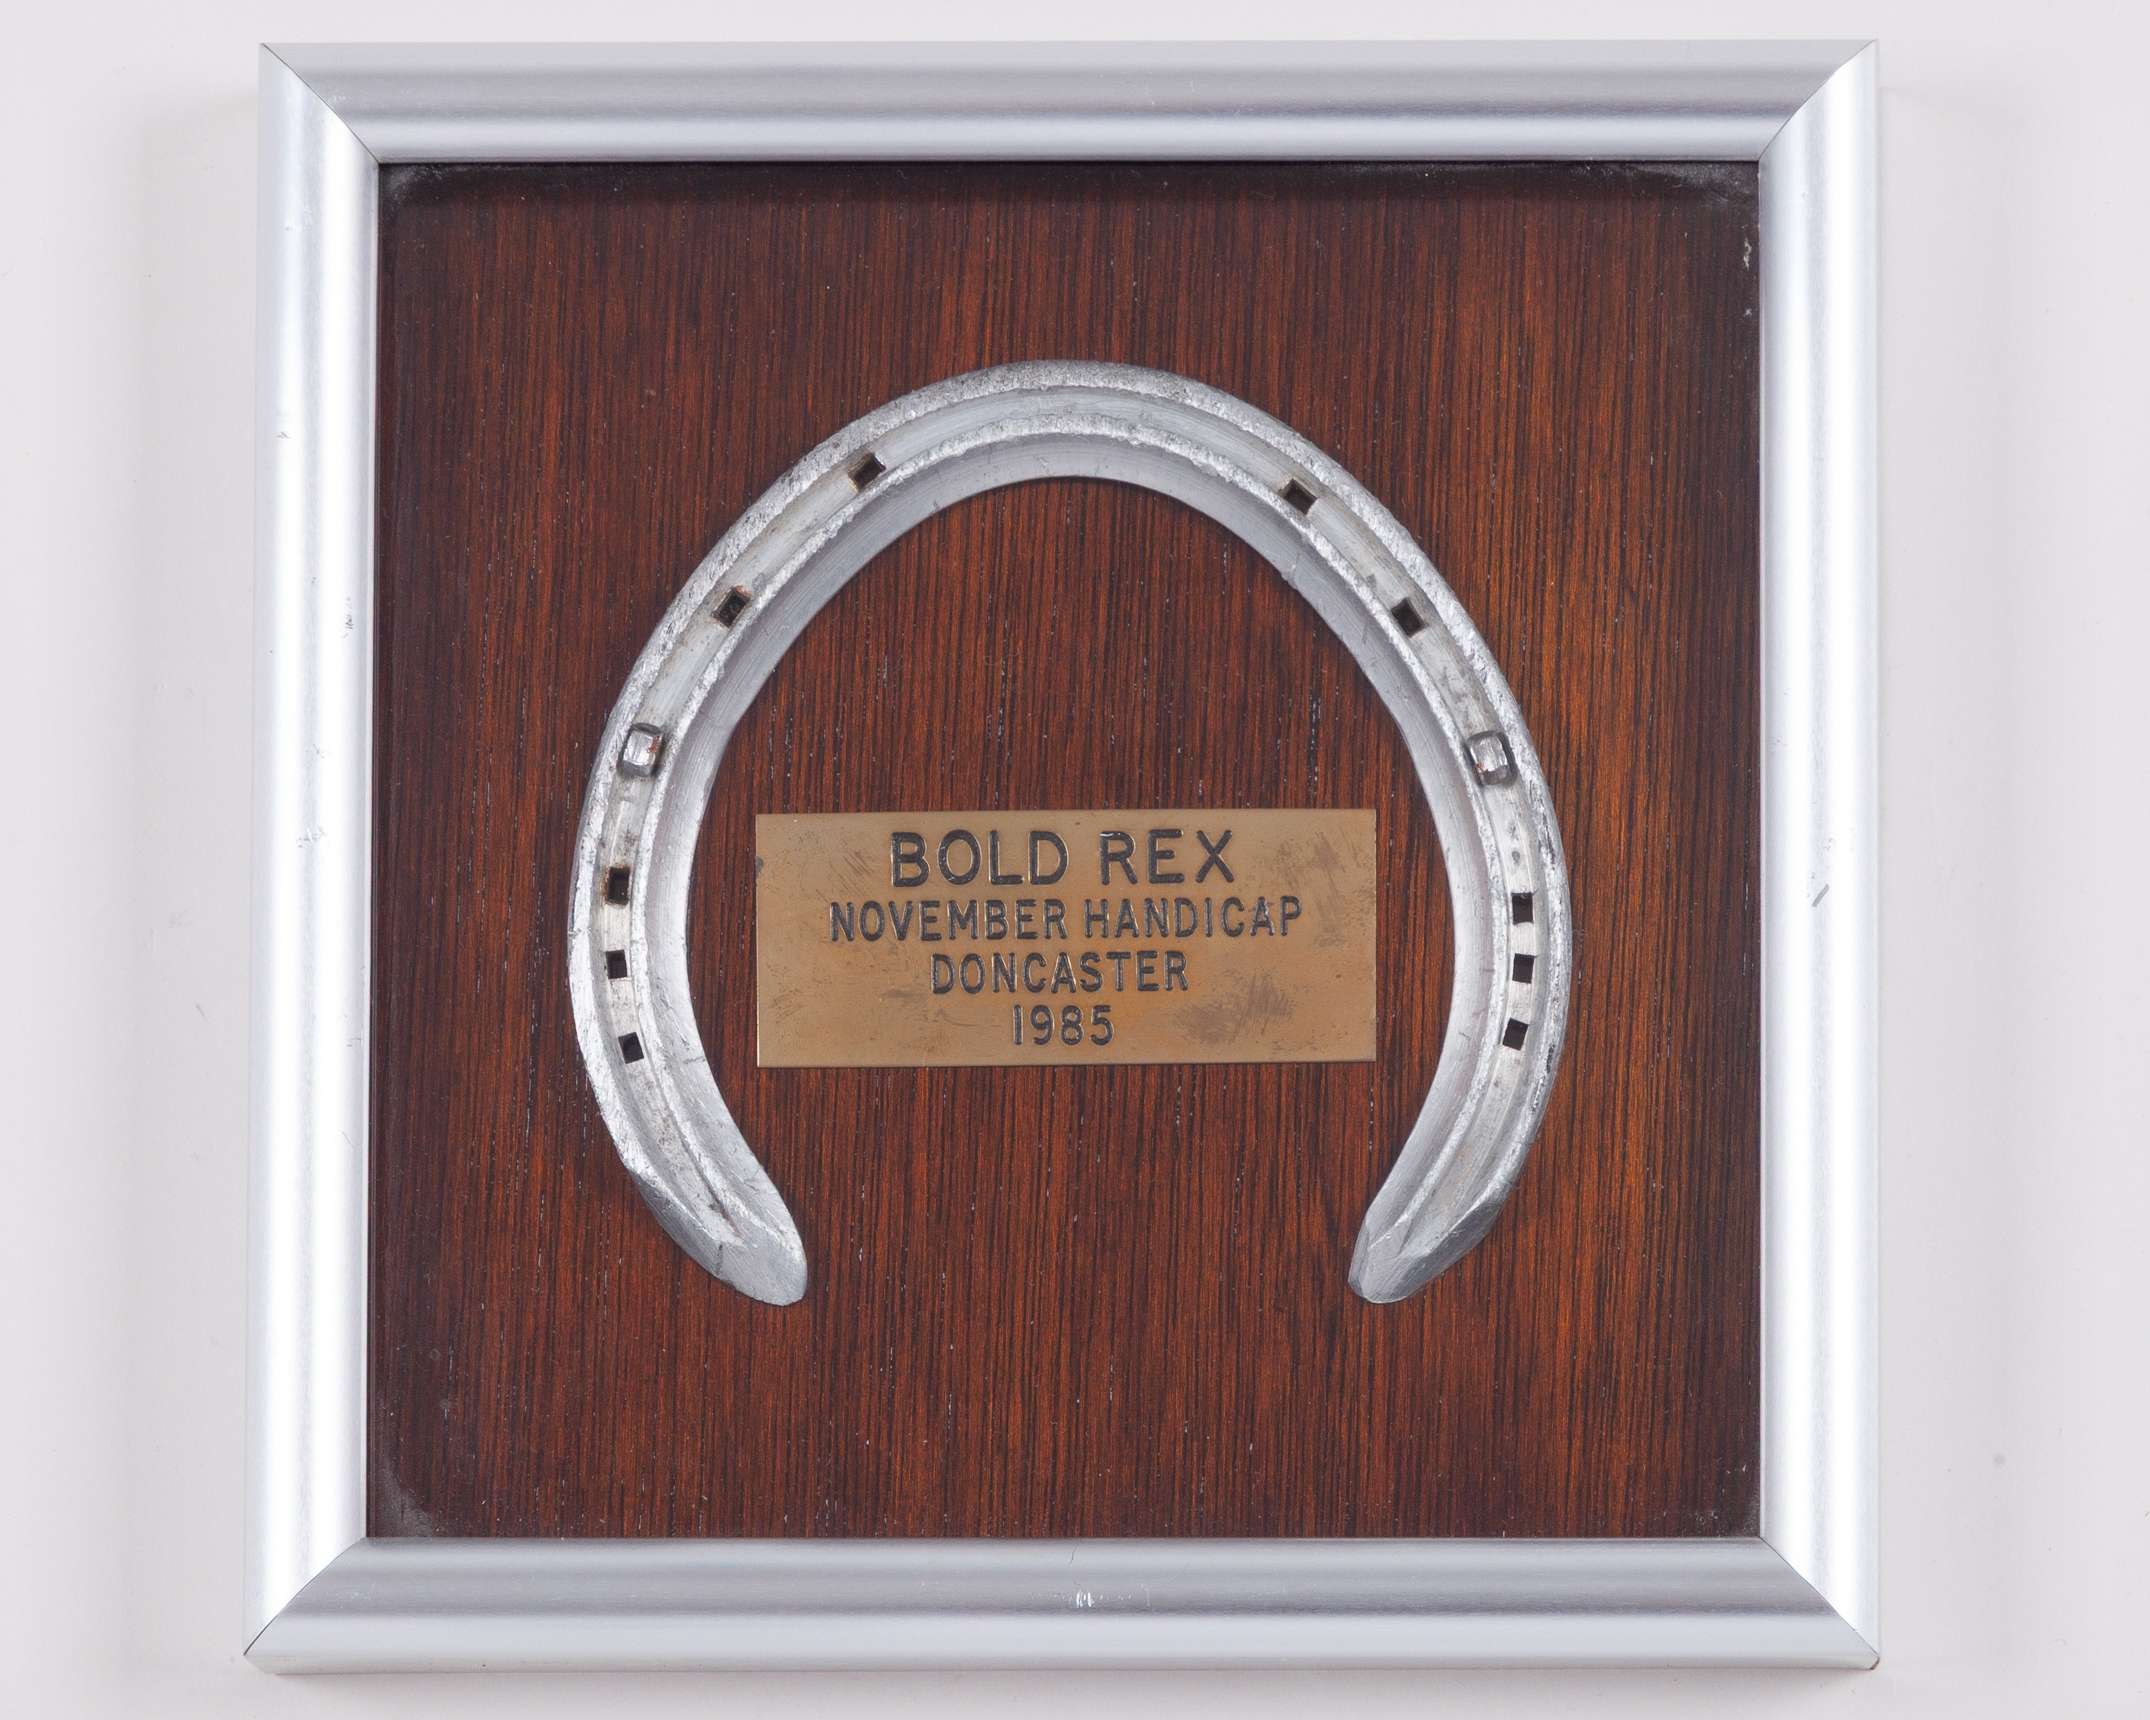 BOLD REX
NOVEMBER HANDICAP
DONCASTER
1985